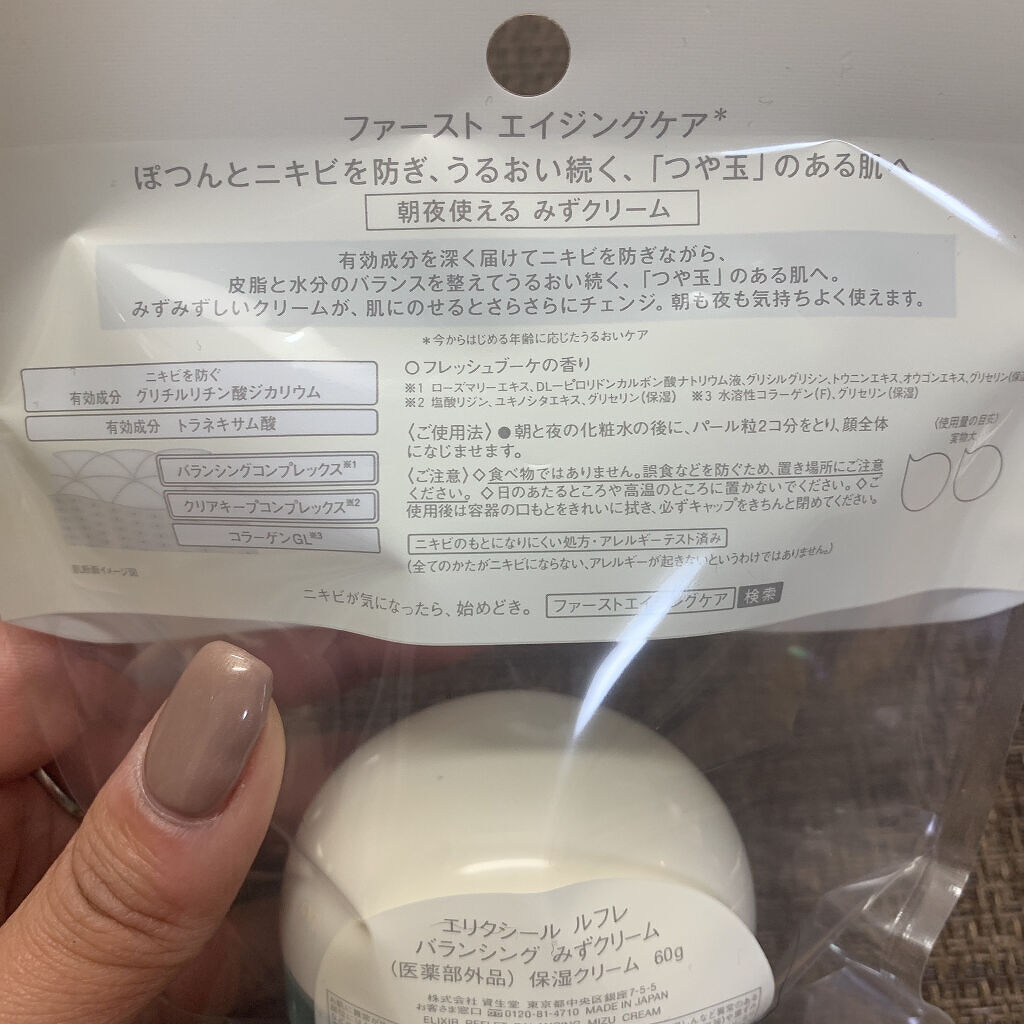 ファースト エイジングケア*
ぽつんとニキビを防ぎ、うるおい続く、「つや玉」のある肌へ
朝夜使える みずクリーム
有効成分を深く届けてニキビを防ぎながら、
皮脂と水分のバランスを整えてうるおい続く、「つや玉」のある肌へ。
みずみずしいクリームが、肌にのせるとさらさらにチェンジ。朝も夜も気持ちよく使えます。
*今からはじめる年齢に応じたうるおいケア
ニキビを防ぐ
有効成分 グリチルリチン酸ジカリウム
有効成分 トラネキサム酸
バランシングコンプレックス※1
クリアキープコンプレックス※2
コラーゲンGL※3
肌断面イメージ図
○フレッシュブーケの香り
※1 ローズマリーエキス、DL-ピロリドンカルボン酸ナトリウム液、グリシルグリシン、トウニンエキス、オウゴンエキス、グリセリン(保湿
※2 塩酸リジン、ユキノシタエキス、グリセリン(保湿) ※3 水溶性コラーゲン(F)、グリセリン(保湿)
〈ご使用法〉●朝と夜の化粧水の後に、パール粒2コ分をとり、顔全体
になじませます。
〈使用量の目安〉
実物大
〈ご注意〉◇食べ物ではありません。誤食などを防ぐため、置き場所にご注意
ください。◇日のあたるところや高温のところに置かないでください。◇ご
使用後は容器の口もとをきれいに拭き、必ずキャップをきちんと閉めてください。
ニキビのもとになりにくい処方・アレルギーテスト済み
(全てのかたがニキビにならない、アレルギーが起きないというわけではありません。)
ニキビが気になったら、始めどき。 ファーストエイジングケア 検索
エリクシール ルフレ
バランシング みずクリーム
(医薬部外品) 保湿クリーム 60g
株式会社 資生堂 東京都中央区銀座7-5-5
お客さま窓口 0120-81-4710 MADE IN JAPAN
ELIXIR REFLET BALANCING MIZU CREAM